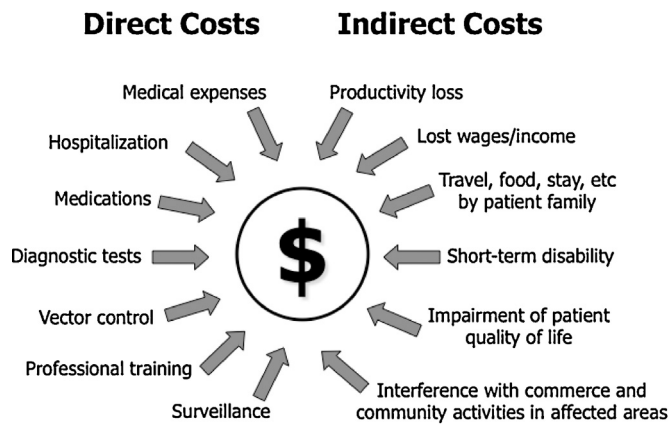 Direct Costs
Indirect Costs
Medical expenses
Hospitalization
Medications
Diagnostic tests
Vector control
Professional training
Surveillance
$
Productivity loss
Lost wages/income
Travel, food, stay, etc
by patient family
Short-term disability
Impairment of patient
quality of life
Interference with commerce and
community activities in affected areas